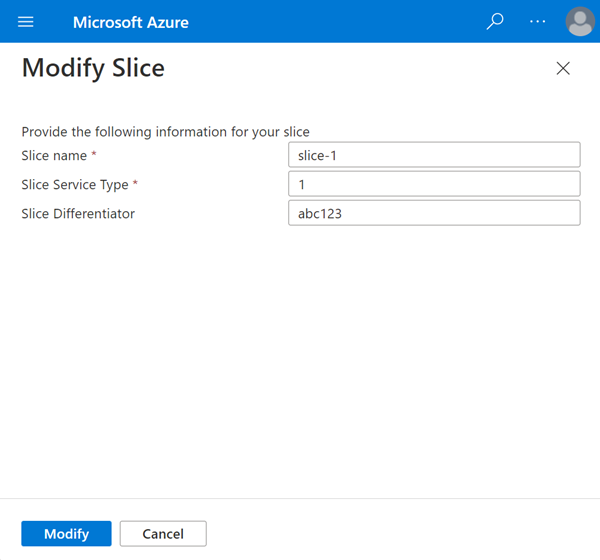 Microsoft Azure
Modify Slice
Provide the following information for your slice
Slice name *
slice-1
Slice Service Type *
1
Slice Differentiator
abc123
Modify
Cancel